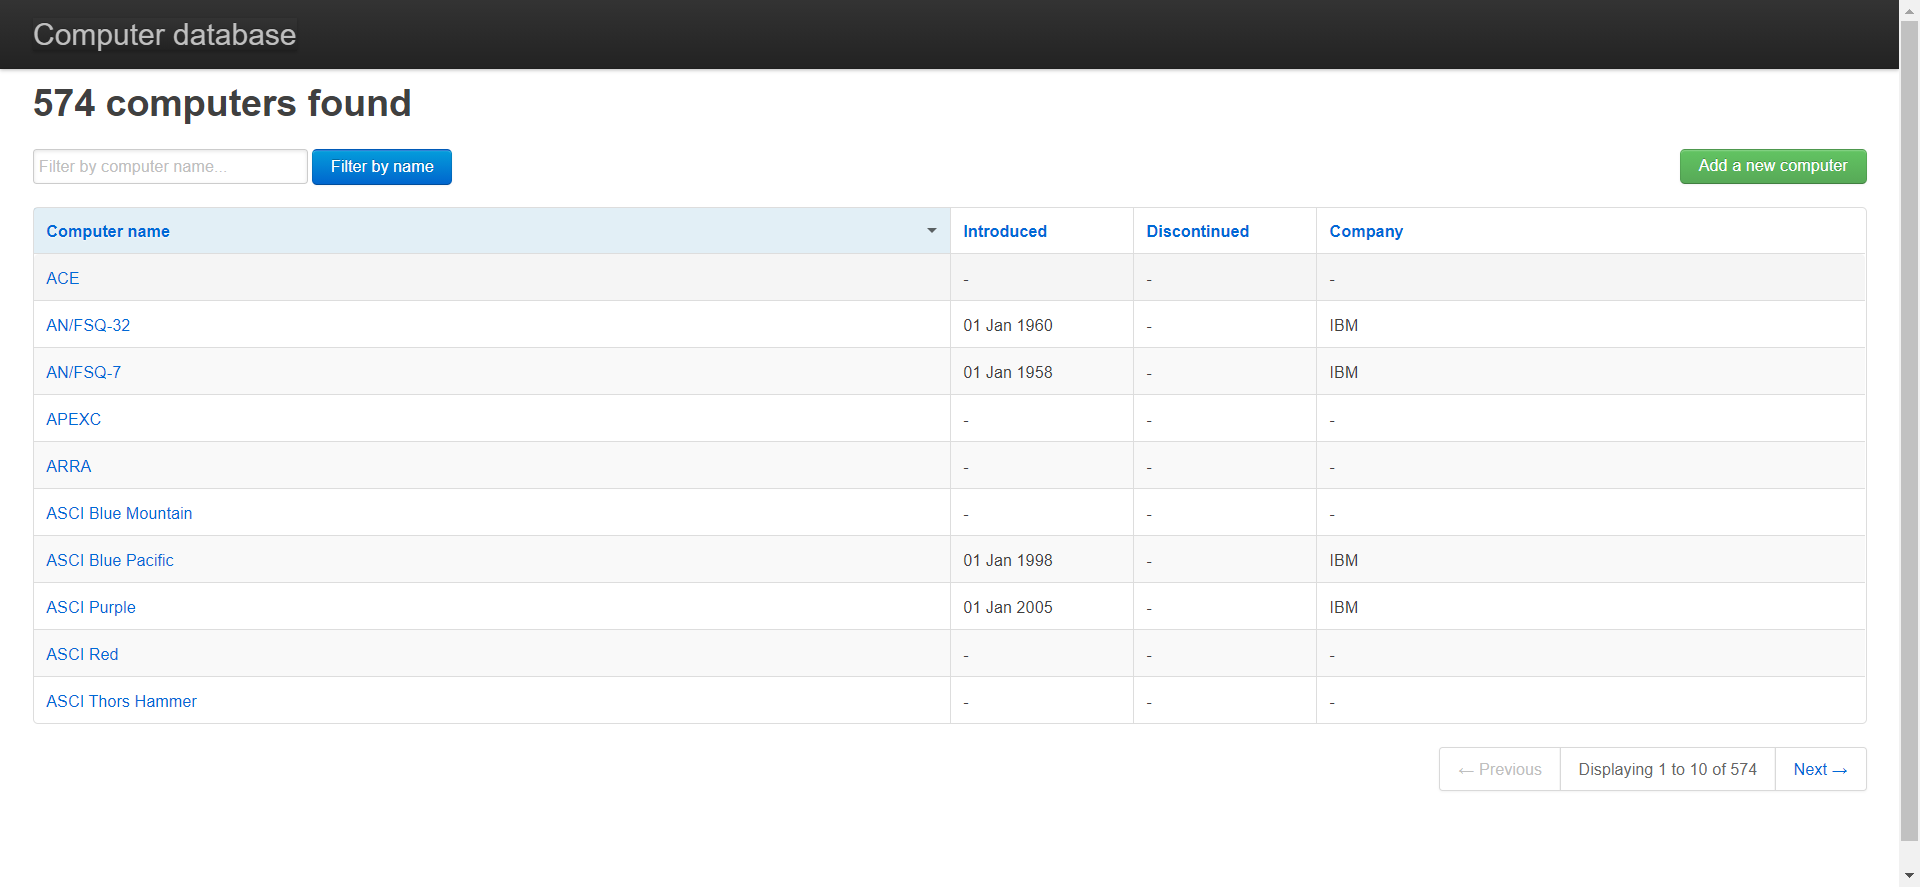 Computer database
574 computers found
Filter by computer name...
Filter by name
Add a new computer
Computer name Introduced Discontinued Company
ACE - - -
AN/FSQ-32 01 Jan 1960 - IBM
AN/FSQ-7 01 Jan 1958 - IBM
APEXC - - -
ARRA - - -
ASCI Blue Mountain - - -
ASCI Blue Pacific 01 Jan 1998 - IBM
ASCI Purple 01 Jan 2005 - IBM
ASCI Red - - -
ASCI Thors Hammer - - -
← Previous Displaying 1 to 10 of 574 Next →